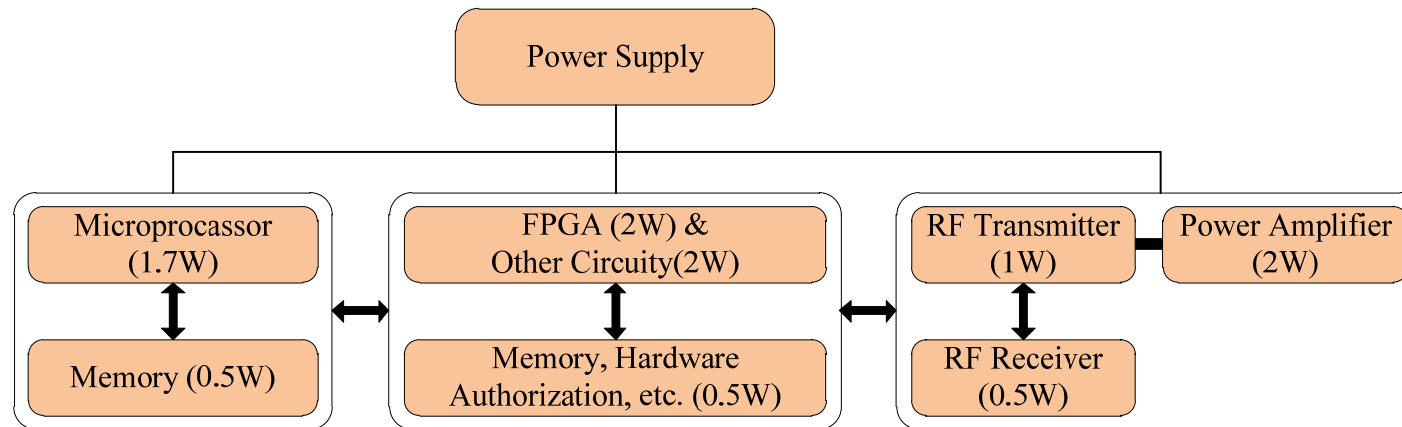 Power Supply
Microprocassor
(1.7W)
Memory (0.5W)
FPGA (2W) &
Other Circuity(2W)
Memory, Hardware
Authorization, etc. (0.5W)
RF Transmitter
(1W)
Power Amplifier
(2W)
RF Receiver
(0.5W)